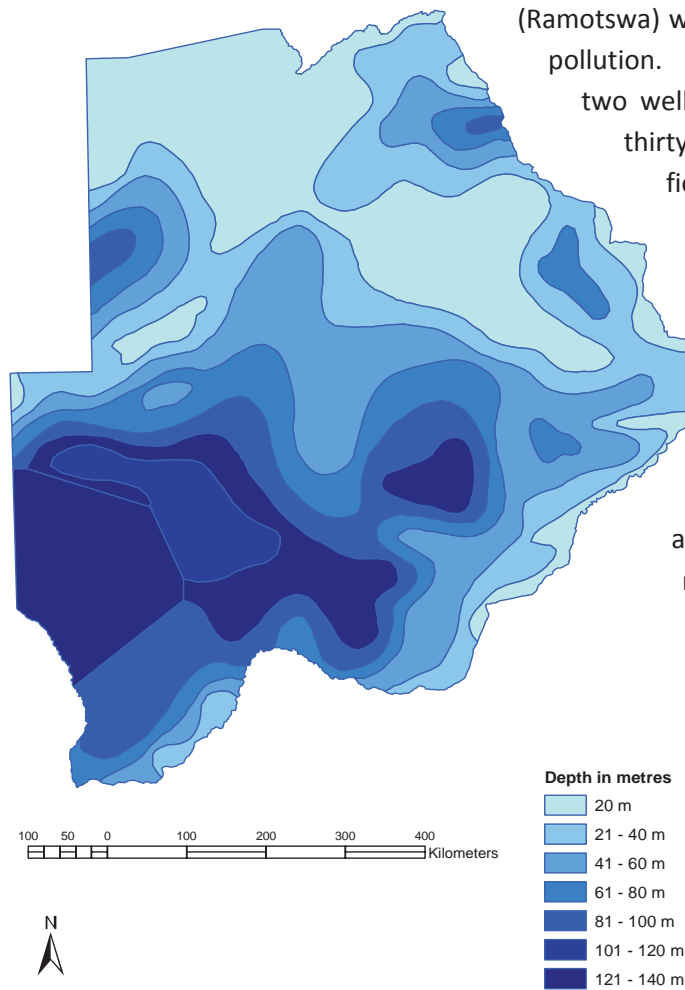 (Ramotswa) w
pollution.
two well
thirty
fie
a
Depth in metres
20 m
21 - 40 m
41 - 60 m
61 - 80 m
81 - 100 m
101 - 120 m
121 - 140 m
100 50 0 100 200 300 400
Kilometers
N